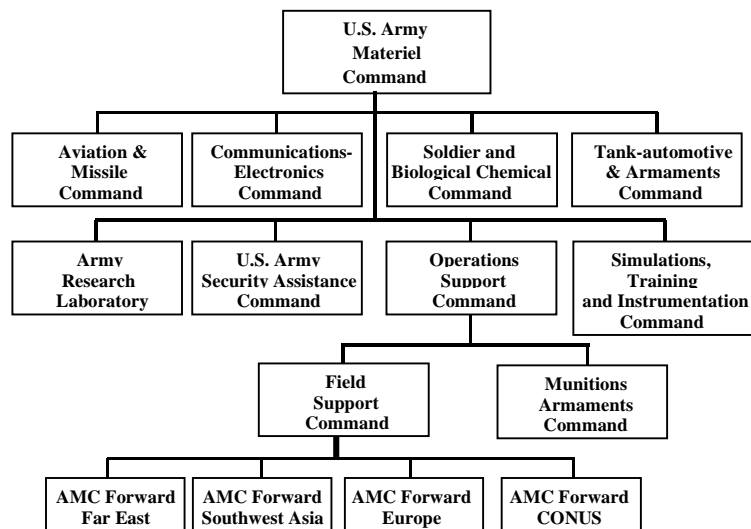 U.S. Army
Materiel
Command
Aviation &
Missile
Command
Communications-
Electronics
Command
Soldier and
Biological Chemical
Command
Tank-automotive
& Armaments
Command
Army
Research
Laboratory
U.S. Army
Security Assistance
Command
Operations
Support
Command
Simulations,
Training
and Instrumentation
Command
Field
Support
Command
Munitions
Armaments
Command
AMC Forward
Far East
AMC Forward
Southwest Asia
AMC Forward
Europe
AMC Forward
CONUS